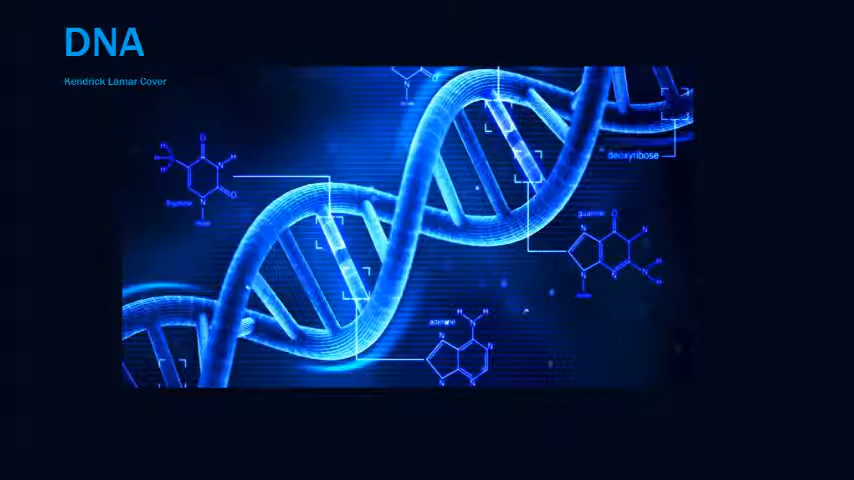 DNA
Kendrick Lamar Cover
deoxyribose
guanine
adenine